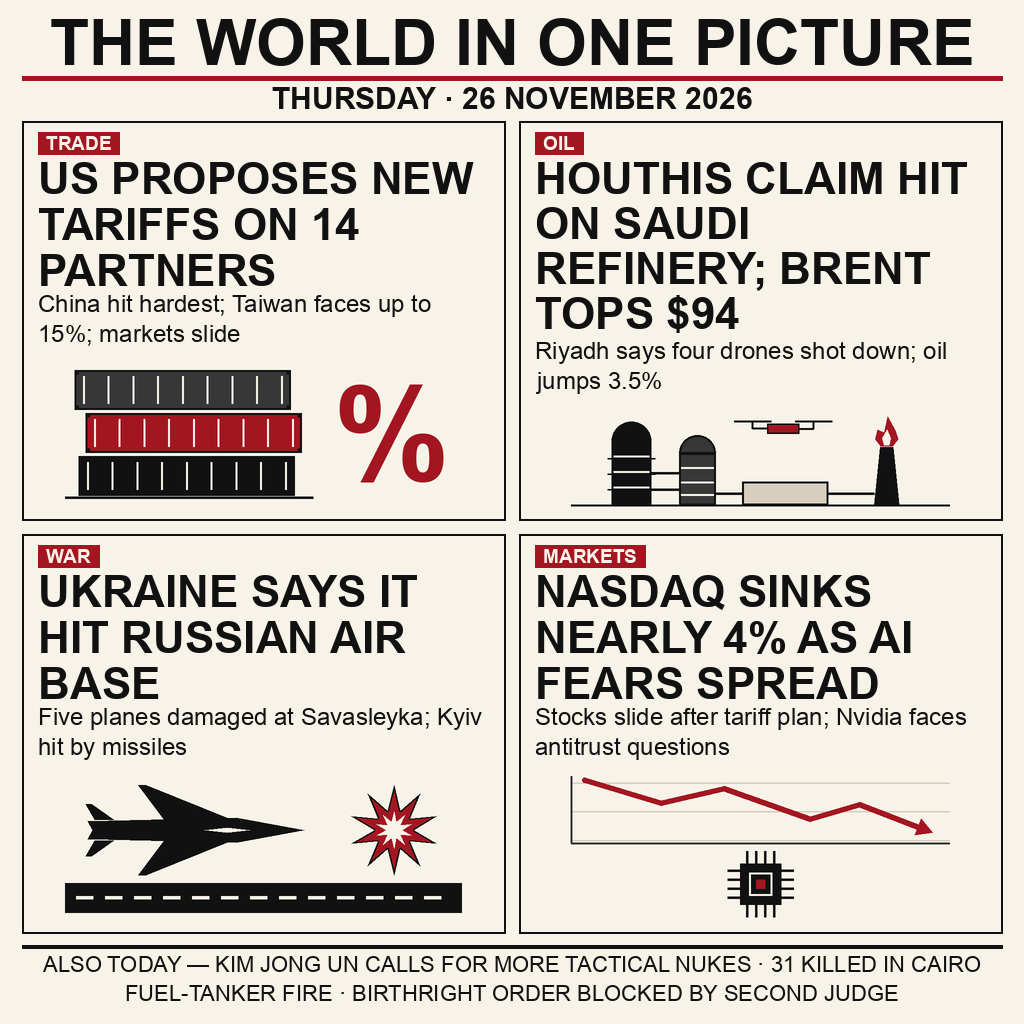 THE WORLD IN ONE PICTURE
THURSDAY · 26 NOVEMBER 2026
TRADE
US PROPOSES NEW
TARIFFS ON 14
PARTNERS
China hit hardest; Taiwan faces up to
15%; markets slide
%
OIL
HOUTHIS CLAIM HIT
ON SAUDI
REFINERY; BRENT
TOPS $94
Riyadh says four drones shot down; oil
jumps 3.5%
WAR
UKRAINE SAYS IT
HIT RUSSIAN AIR
BASE
Five planes damaged at Savasleyka; Kyiv
hit by missiles
MARKETS
NASDAQ SINKS
NEARLY 4% AS AI
FEARS SPREAD
Stocks slide after tariff plan; Nvidia faces
antitrust questions
ALSO TODAY — KIM JONG UN CALLS FOR MORE TACTICAL NUKES · 31 KILLED IN CAIRO
FUEL-TANKER FIRE · BIRTHRIGHT ORDER BLOCKED BY SECOND JUDGE